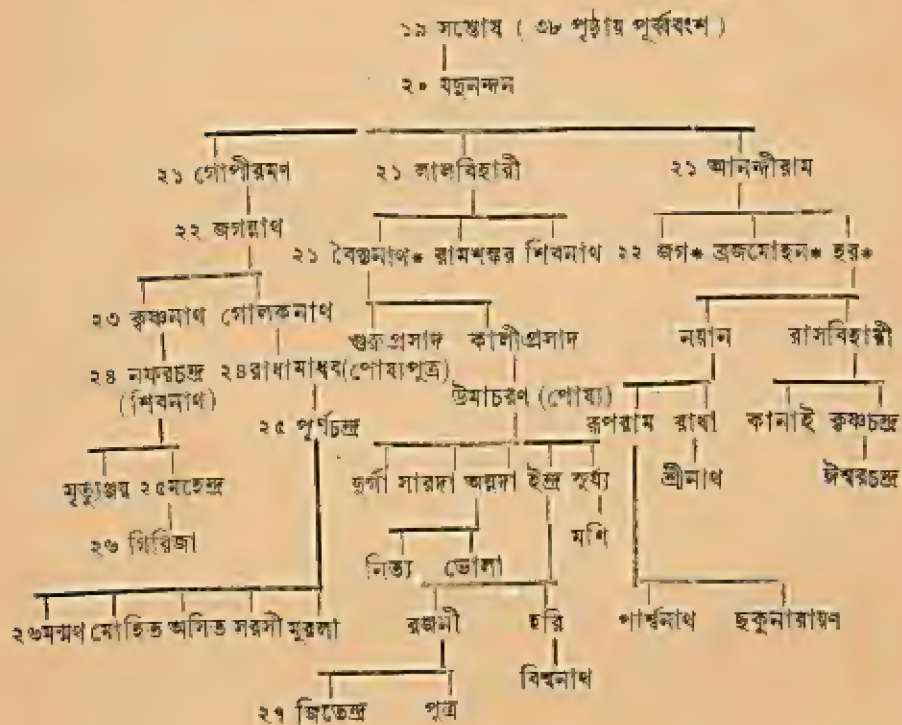 ১৯ সন্তোষ ( ৩৮ পৃষ্ঠায় পূর্ব্ববংশ )
২০ যদুনন্দন
২১ গোপীরমণ ২১ লালবিহারী ২১ আনন্দীরাম
২২ জগন্নাথ
২১ বৈদ্যনাথ* রামশঙ্কর শিবনাথ ২২ জগ* ব্রজমোহন* হর*
২৩ কৃষ্ণনাথ গোলকনাথ
গুরুপ্রসাদ কালীপ্রসাদ নয়ান রাসবিহারী
২৪ নফরচন্দ্র ২৪রাধামাধব(পোষ্যপুত্র)
(শিবনাথ) উমাচরণ (পোষ্য)
২৫ পূর্ণচন্দ্র রূপরাম রাধা কানাই কৃষ্ণচন্দ্র
মৃত্যুঞ্জয় ২৫মহেন্দ্র দুর্গা সারদা অন্নদা ইন্দ্র সূর্য্য শ্রীনাথ ঈশ্বরচন্দ্র
২৬ গিরিজা মণি
নিত্য ভোলা
২৬মন্মথ মোহিত অসিত সরসী মুরলা রজনী হরি পার্শ্বনাথ ছকুনারায়ণ
বিশ্বনাথ
২৭ জিতেন্দ্র পুত্র